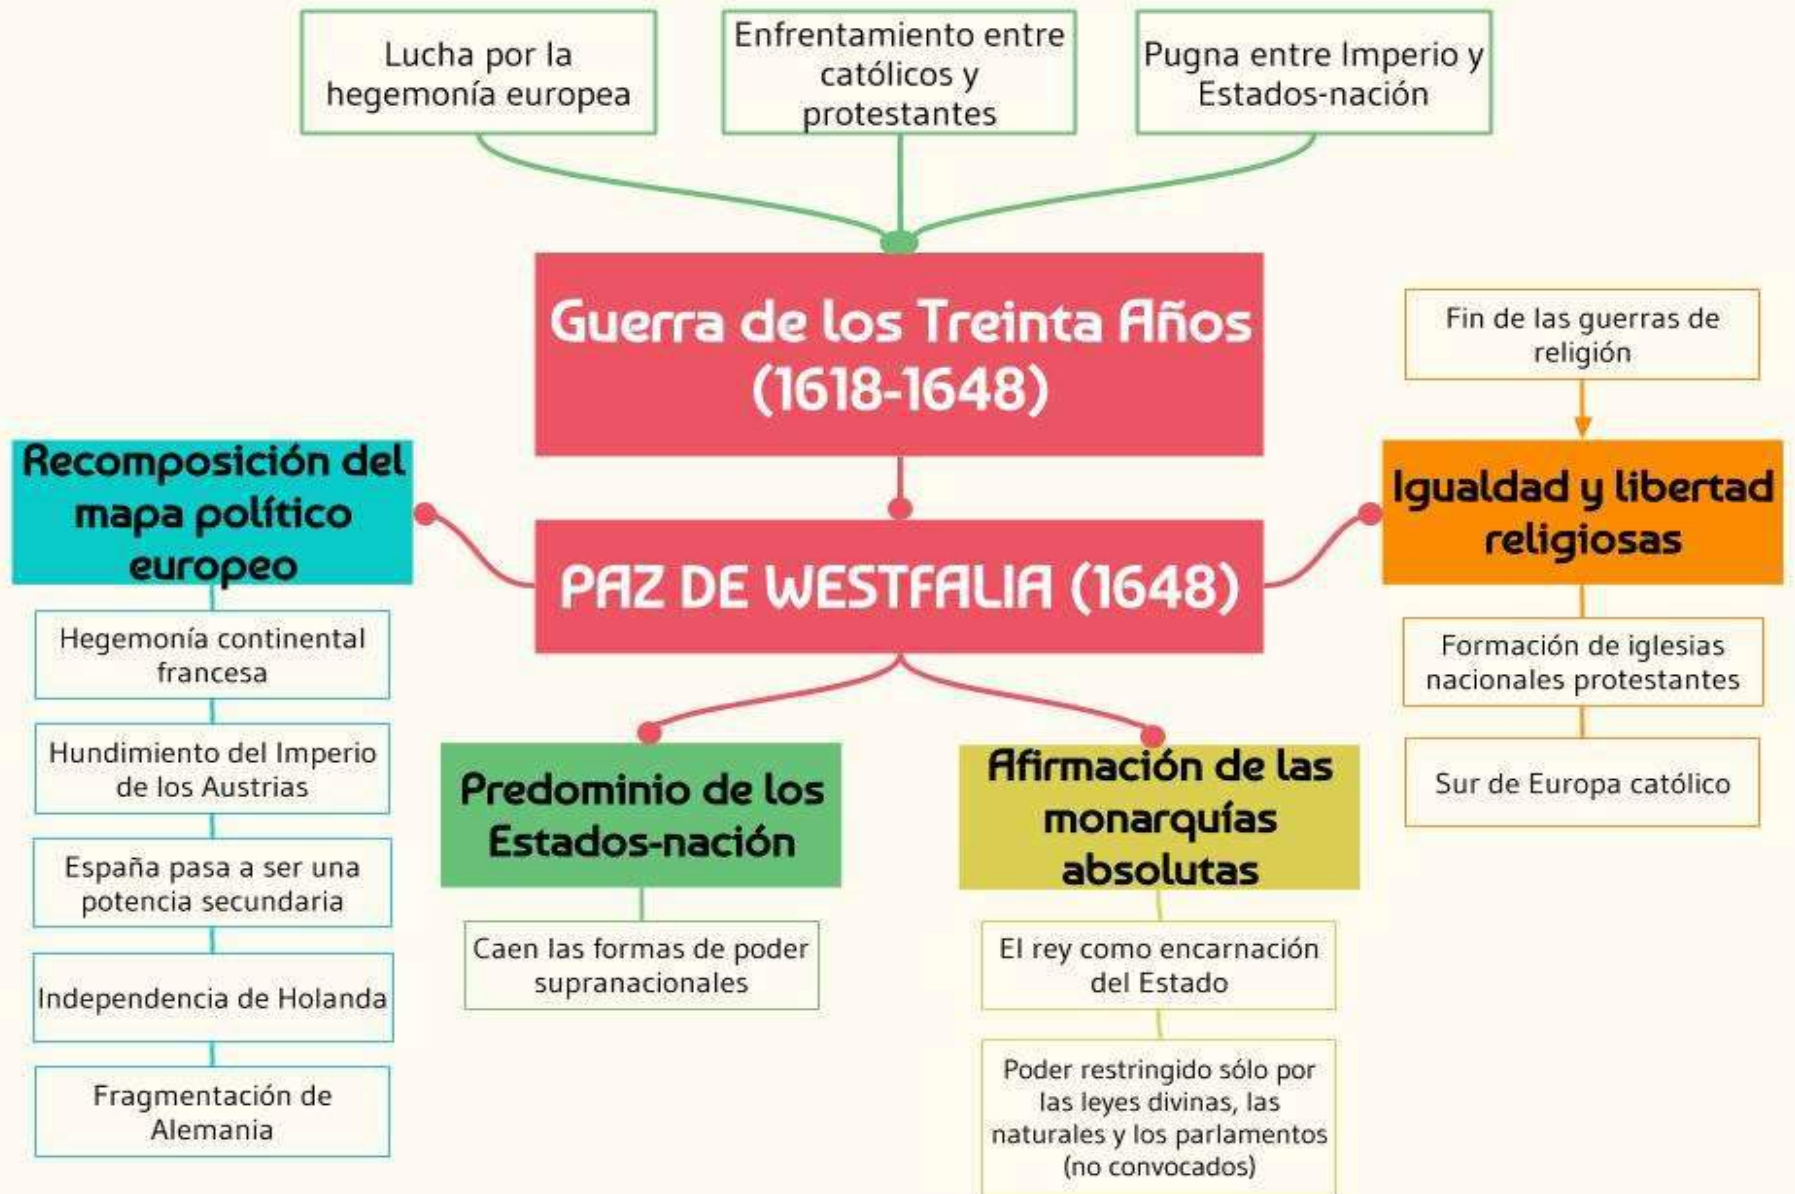 Lucha por la
hegemonía europea
Enfrentamiento entre
católicos y
protestantes
Pugna entre Imperio y
Estados-nación
Guerra de los Treinta Años
(1618-1648)
Fin de las guerras de
religión
Recomposición del
mapa político
europeo
Igualdad y libertad
religiosas
PAZ DE WESTFALIA (1648)
Hegemonía continental
francesa
Hundimiento del Imperio
de los Austrias
España pasa a ser una
potencia secundaria
Independencia de Holanda
Fragmentación de
Alemania
Predominio de los
Estados-nación
Caen las formas de poder
supranacionales
Afirmación de las
monarquías
absolutas
El rey como encarnación
del Estado
Poder restringido sólo por
las leyes divinas, las
naturales y los parlamentos
(no convocados)
Formación de iglesias
nacionales protestantes
Sur de Europa católico